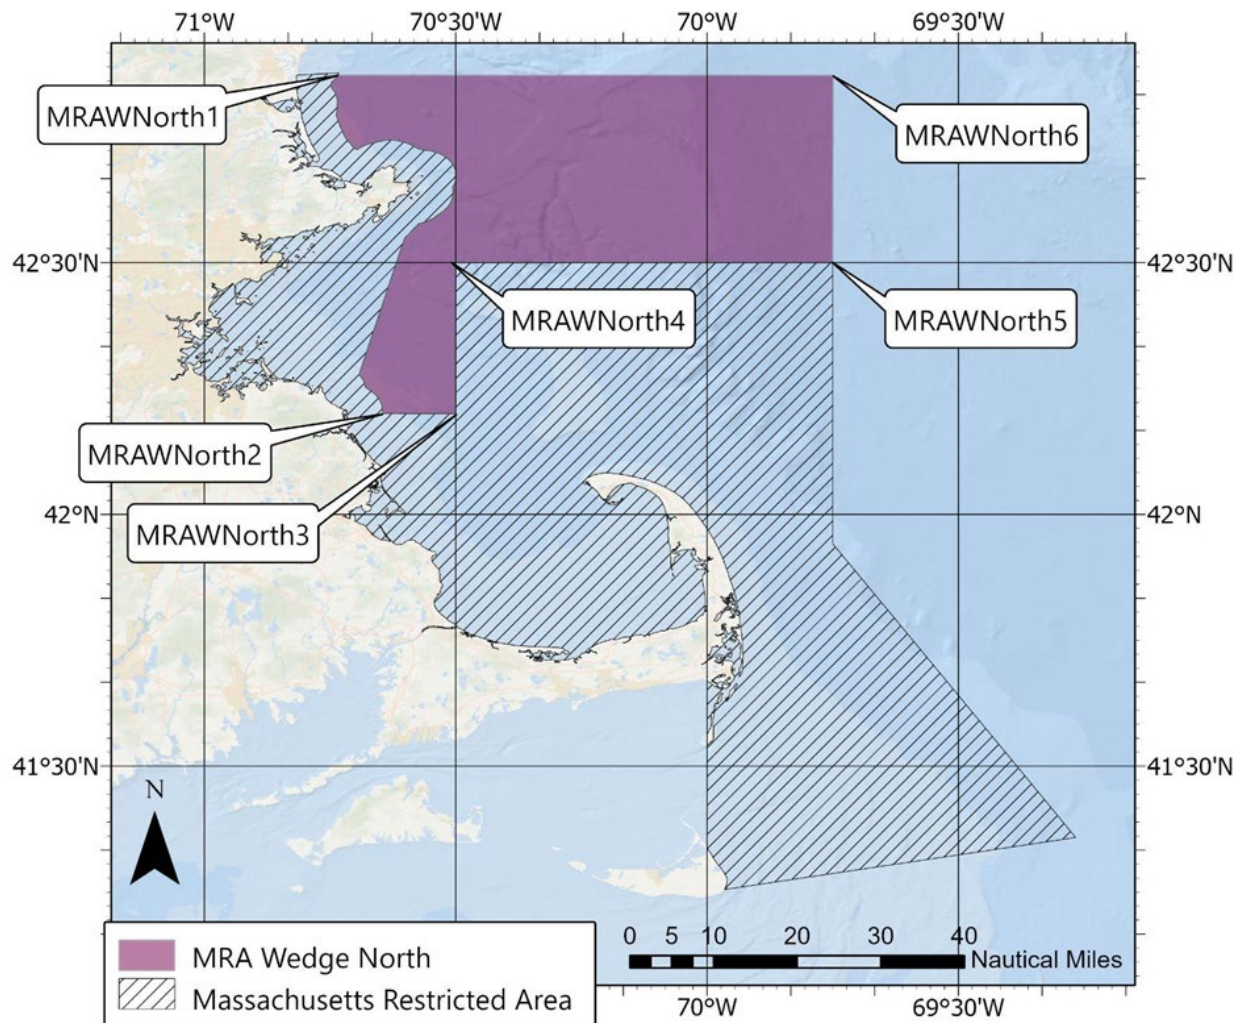 71°W 70°30'W 70°W 69°30'W
MRAWNorth1
MRAWNorth6
42°30'N 42°30'N
MRAWNorth4
MRAWNorth5
MRAWNorth2
MRAWNorth3
42°N 42°N
41°30'N 41°30'N
N
0 5 10 20 30 40
Nautical Miles
MRA Wedge North
Massachusetts Restricted Area
70°W 69°30'W